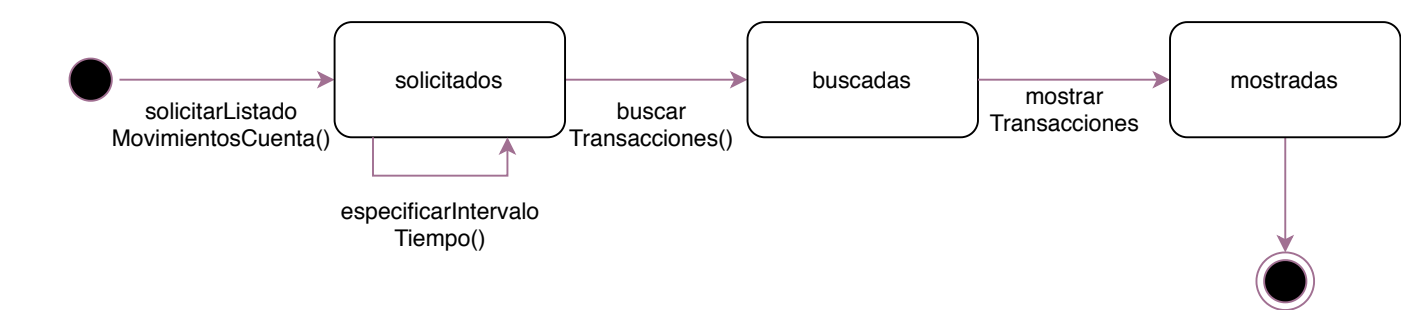 solicitados
buscadas
mostradas
solicitarListado
MovimientosCuenta()
buscar
Transacciones()
mostrar
Transacciones
especificarIntervalo
Tiempo()